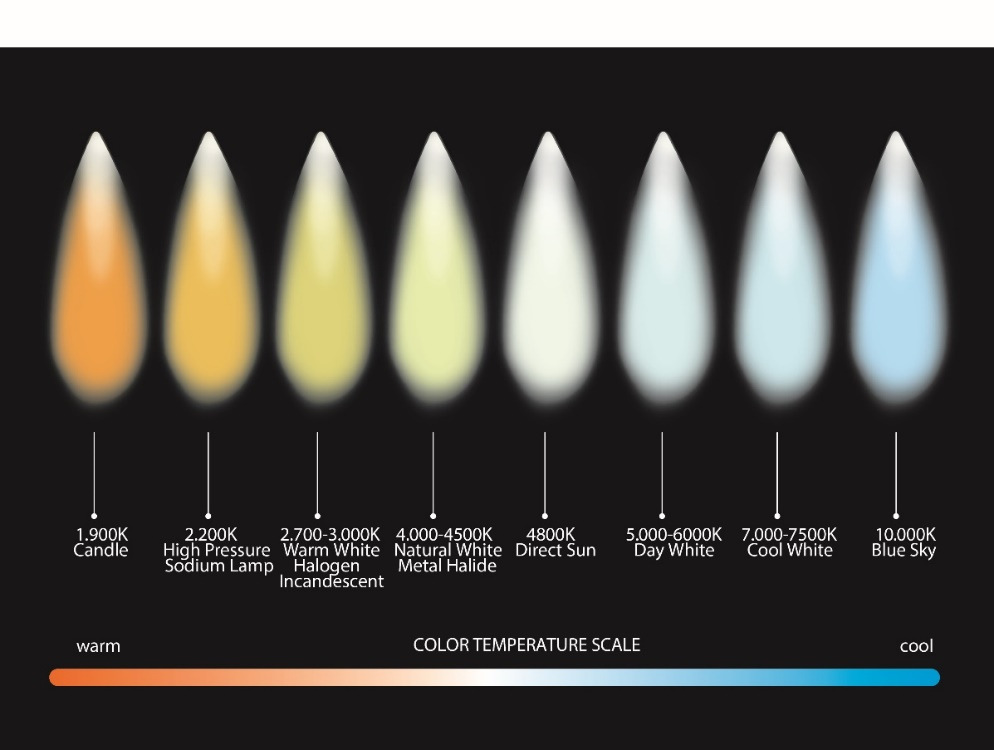 1.900K
Candle
2.200K
High Pressure
Sodium Lamp
2.700-3.000K
Warm White
Halogen
Incandescent
4.000-4500K
Natural White
Metal Halide
4800K
Direct Sun
5.000-6000K
Day White
7.000-7500K
Cool White
10.000K
Blue Sky
warm
COLOR TEMPERATURE SCALE
cool